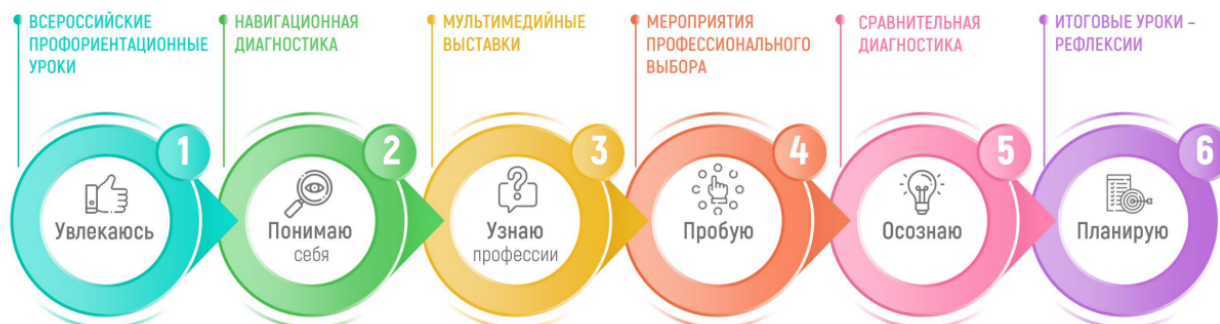 ВСЕРОССИЙСКИЕ
ПРОФОРИЕНТАЦИОННЫЕ
УРОКИ
1
Увлекаюсь
НАВИГАЦИОННАЯ
ДИАГНОСТИКА
2
Понимаю
себя
МУЛЬТИМЕДИЙНЫЕ
ВЫСТАВКИ
3
Узнаю
профессии
МЕРОПРИЯТИЯ
ПРОФЕССИОНАЛЬНОГО
ВЫБОРА
4
Пробую
СРАВНИТЕЛЬНАЯ
ДИАГНОСТИКА
5
Осознаю
ИТОГОВЫЕ УРОКИ –
РЕФЛЕКСИИ
6
Планирую